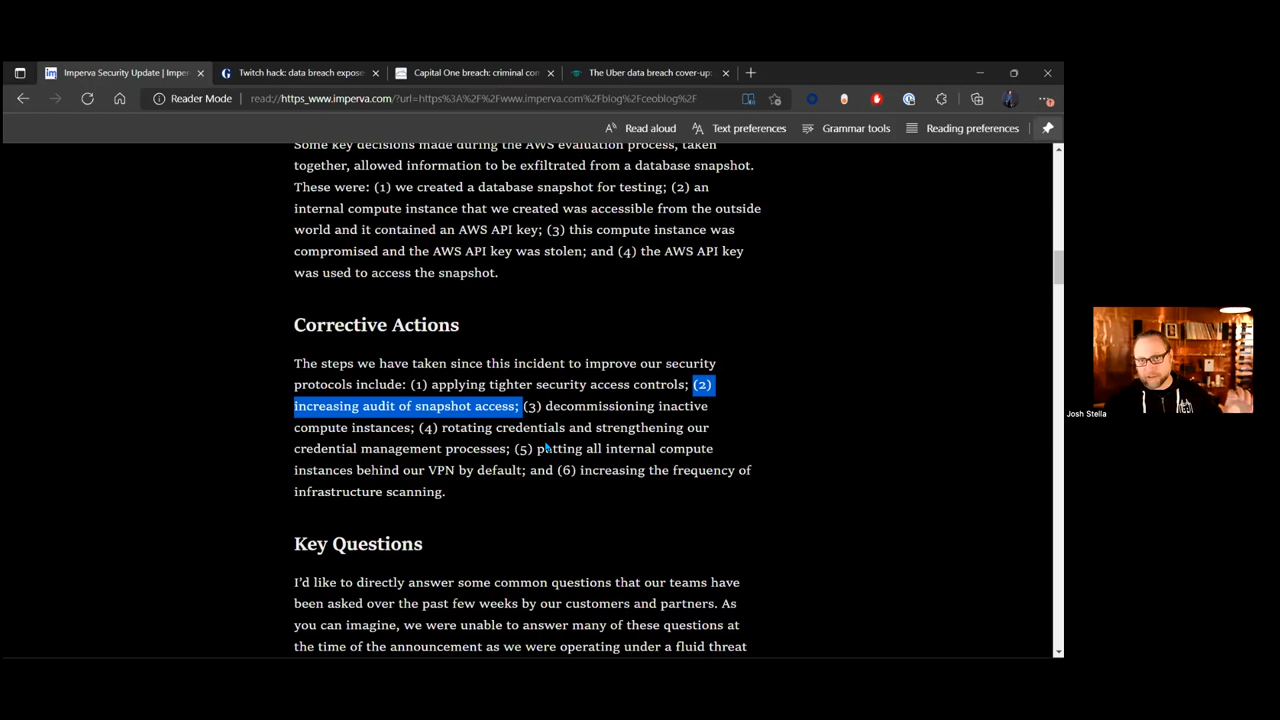 Imperva Security Update | Imper
Twitch hack: data breach expose
Capital One breach: criminal con
The Uber data breach cover-up:
Reader Mode
read://https_www.imperva.com/?url=https%3A%2F%2Fwww.imperva.com%2Fblog%2Fceoblog%2F
Read aloud
Text preferences
Grammar tools
Reading preferences
Some key decisions made during the AWS evaluation process, taken
together, allowed information to be exfiltrated from a database snapshot.
These were: (1) we created a database snapshot for testing; (2) an
internal compute instance that we created was accessible from the outside
world and it contained an AWS API key; (3) this compute instance was
compromised and the AWS API key was stolen; and (4) the AWS API key
was used to access the snapshot.
Corrective Actions
The steps we have taken since this incident to improve our security
protocols include: (1) applying tighter security access controls; (2)
increasing audit of snapshot access; (3) decommissioning inactive
compute instances; (4) rotating credentials and strengthening our
credential management processes; (5) putting all internal compute
instances behind our VPN by default; and (6) increasing the frequency of
infrastructure scanning.
Key Questions
I'd like to directly answer some common questions that our teams have
been asked over the past few weeks by our customers and partners. As
you can imagine, we were unable to answer many of these questions at
the time of the announcement as we were operating under a fluid threat
Josh Stella